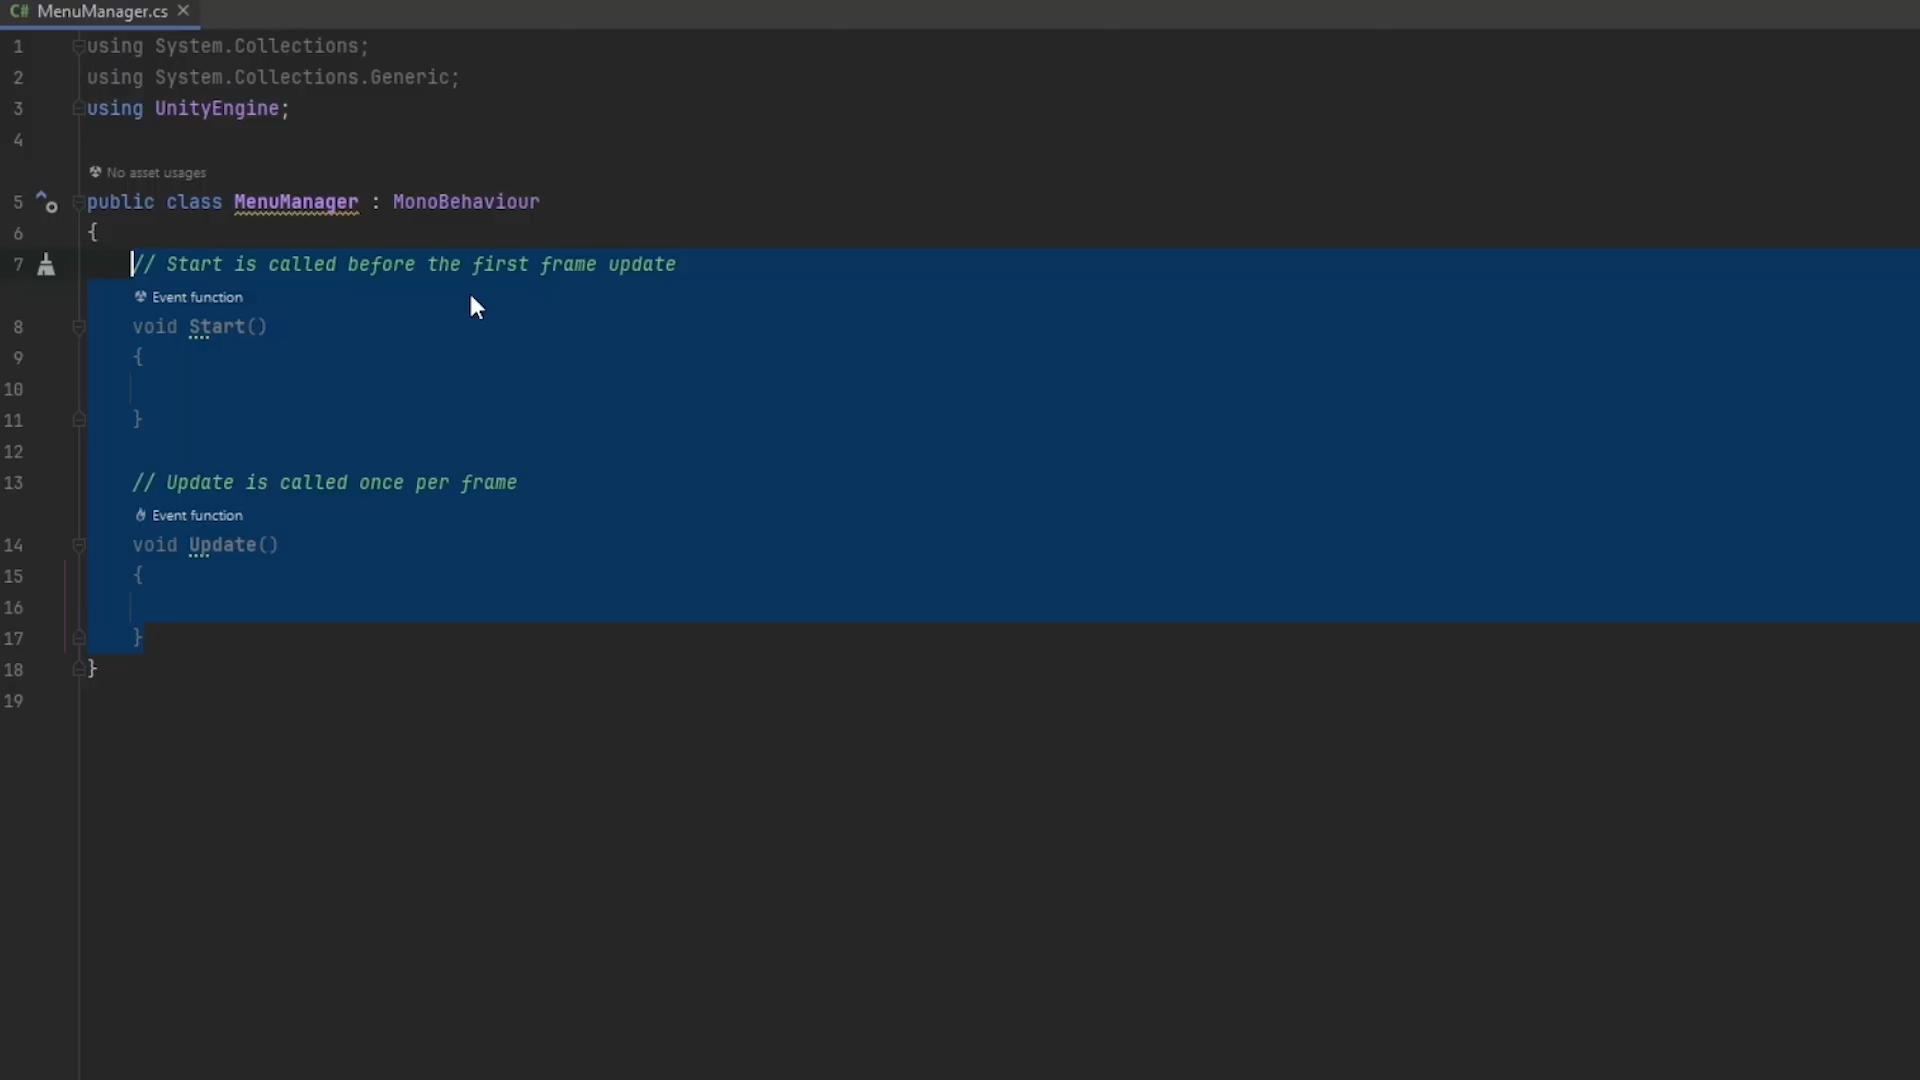 C# MenuManager.cs ×
1 using System.Collections;
2 using System.Collections.Generic;
3 using UnityEngine;
4
No asset usages
5 public class MenuManager : MonoBehaviour
6 {
7 // Start is called before the first frame update
Event function
8 void Start()
9 {
10
11 }
12
13 // Update is called once per frame
Event function
14 void Update()
15 {
16
17 }
18 }
19